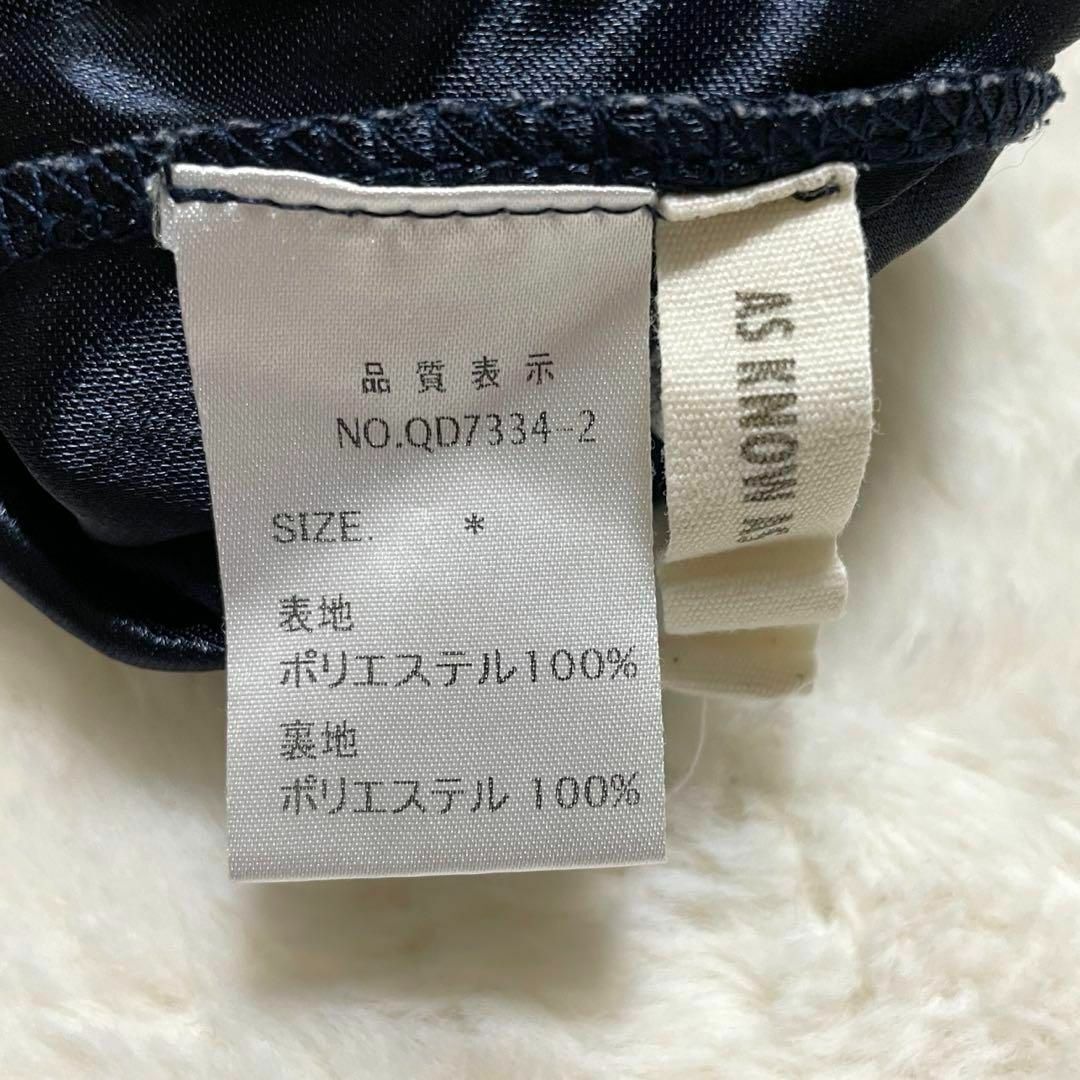 品質表示
NO.QD7334-2
SIZE. *
表地
ポリエステル100%
裏地
ポリエステル 100%
AS KNOW